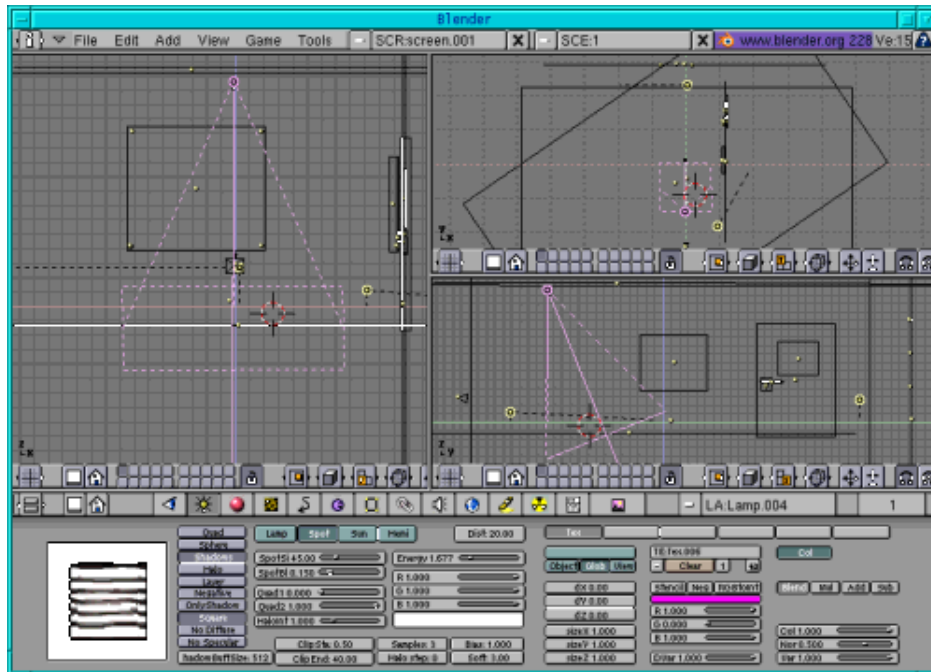 Blender
File Edit Add View Game Tools SCR:screen.001 X SCE:1 X www.blender.org 228 Ve:15
LA:Lamp.004 1
Quad
Sphere
Shadows
Halo
Layer
Negative
OnlyShadow
Square
No Diffuse
No Specular
ShadowBuffSize: 512
Lamp Spot Sun Hemi Dist: 20.00
SpotSi 45.00
SpotBl 0.150
Quad1 0.000
Quad2 1.000
HaloInt 1.000
Energy 1.677
R 1.000
G 1.000
B 1.000
ClipSta: 0.50 Samples: 3 Bias: 1.000
Clip End: 40.00 Halo step: 0 Soft: 3.00
Tex
Object Glob View
dX 0.00
dY 0.00
dZ 0.00
sizeX 1.000
sizeY 1.000
sizeZ 1.000
TE:Tex.006
Clear 1
Stencil Neg
R 1.000
G 0.000
B 1.000
DVar 1.000
Col
Blend Mul Add Sub
Col 1.000
Nor 0.500
Var 1.000